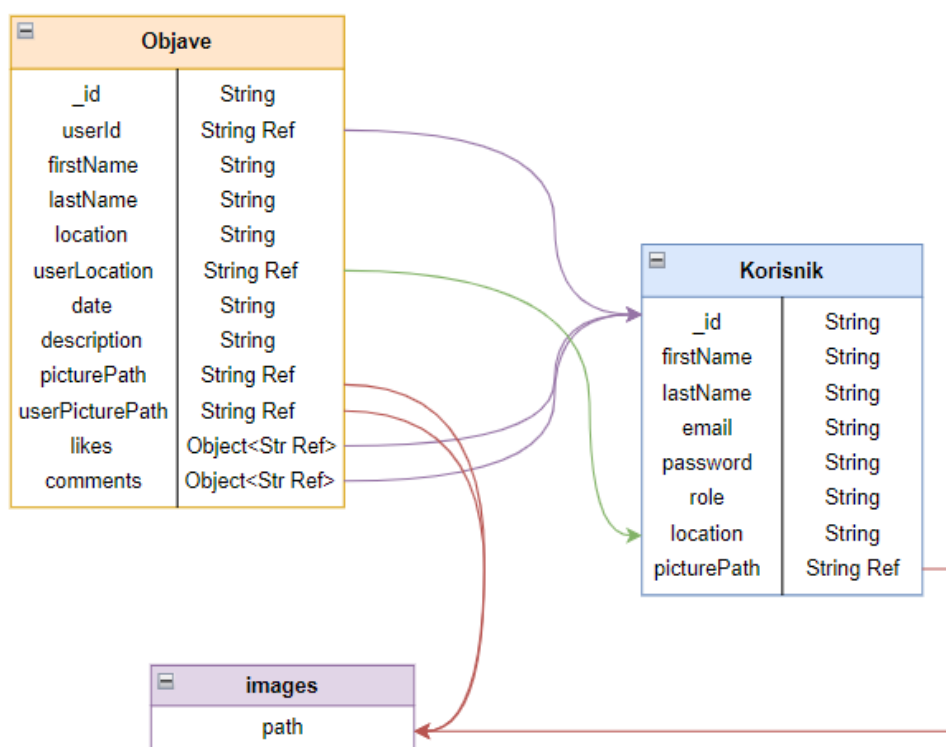 Objave
_id String
userId String Ref
firstName String
lastName String
location String
userLocation String Ref
date String
description String
picturePath String Ref
userPicturePath String Ref
likes Object<Str Ref>
comments Object<Str Ref>
Korisnik
_id String
firstName String
lastName String
email String
password String
role String
location String
picturePath String Ref
images
path